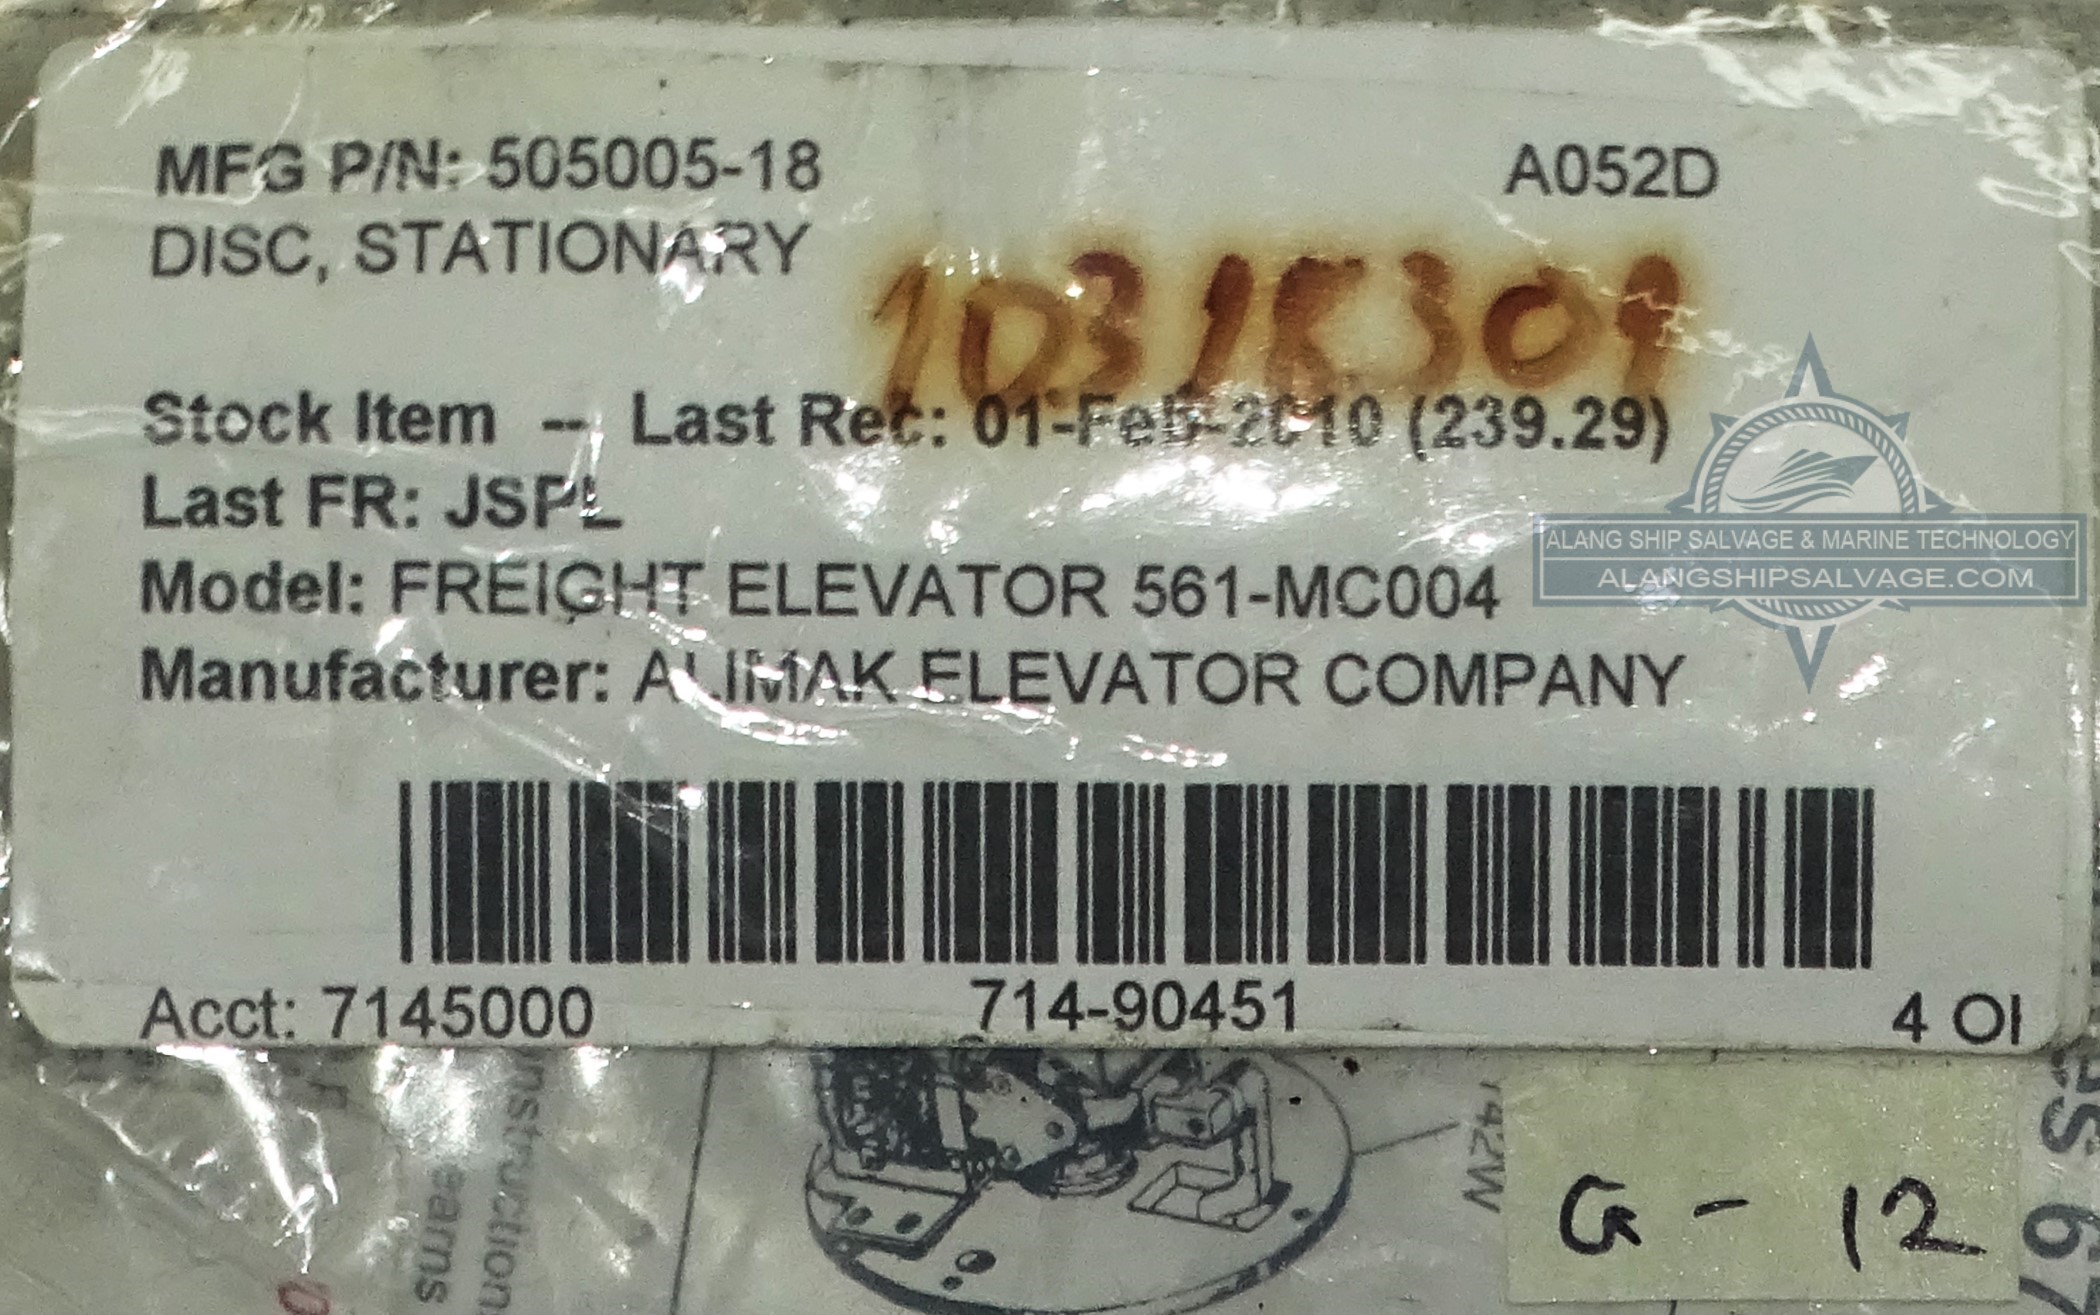 MFG P/N: 505005-18
A052D
DISC, STATIONARY
Stock Item -- Last Rec: 01-Feb-2010 (239.29)
Last FR: JSPL
Model: FREIGHT ELEVATOR 561-MC004
Manufacturer: ALIMAK ELEVATOR COMPANY
ALANG SHIP SALVAGE & MARINE TECHNOLOGY
ALANGSHIPSALVAGE.COM
Acct: 7145000
714-90451
4 OI
G - 12